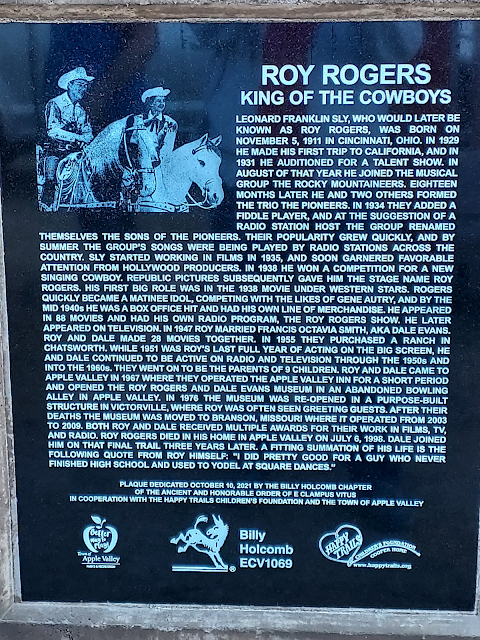 ROY ROGERS
KING OF THE COWBOYS
LEONARD FRANKLIN SLY, WHO WOULD LATER BE
KNOWN AS ROY ROGERS, WAS BORN ON
NOVEMBER 5, 1911 IN CINCINNATI, OHIO. IN 1929
HE MADE HIS FIRST TRIP TO CALIFORNIA, AND IN
1931 HE AUDITIONED FOR A TALENT SHOW. IN
AUGUST OF THAT YEAR HE JOINED THE MUSICAL
GROUP THE ROCKY MOUNTAINEERS. EIGHTEEN
MONTHS LATER HE AND TWO OTHERS FORMED
THE TRIO THE PIONEERS. IN 1934 THEY ADDED A
FIDDLE PLAYER, AND AT THE SUGGESTION OF A
RADIO STATION HOST THE GROUP RENAMED
THEMSELVES THE SONS OF THE PIONEERS. THEIR POPULARITY GREW QUICKLY, AND BY
SUMMER THE GROUP'S SONGS WERE BEING PLAYED BY RADIO STATIONS ACROSS THE
COUNTRY. SLY STARTED WORKING IN FILMS IN 1935, AND SOON GARNERED FAVORABLE
ATTENTION FROM HOLLYWOOD PRODUCERS. IN 1938 HE WON A COMPETITION FOR A NEW
SINGING COWBOY. REPUBLIC PICTURES SUBSEQUENTLY GAVE HIM THE STAGE NAME ROY
ROGERS. HIS FIRST BIG ROLE WAS IN THE 1938 MOVIE UNDER WESTERN STARS. ROGERS
QUICKLY BECAME A MATINEE IDOL, COMPETING WITH THE LIKES OF GENE AUTRY, AND BY THE
MID 1940s HE WAS A BOX OFFICE HIT AND HAD HIS OWN LINE OF MERCHANDISE. HE APPEARED
IN 88 MOVIES AND HAD HIS OWN RADIO PROGRAM, THE ROY ROGERS SHOW. HE LATER
APPEARED ON TELEVISION. IN 1947 ROY MARRIED FRANCIS OCTAVIA SMITH, AKA DALE EVANS.
ROY AND DALE MADE 28 MOVIES TOGETHER. IN 1955 THEY PURCHASED A RANCH IN
CHATSWORTH. WHILE 1951 WAS ROY'S LAST FULL YEAR OF ACTING ON THE BIG SCREEN, HE
AND DALE CONTINUED TO BE ACTIVE ON RADIO AND TELEVISION THROUGH THE 1950s AND
INTO THE 1960s. THEY WENT ON TO BE THE PARENTS OF 9 CHILDREN. ROY AND DALE CAME TO
APPLE VALLEY IN 1967 WHERE THEY OPERATED THE APPLE VALLEY INN FOR A SHORT PERIOD
AND OPENED THE ROY ROGERS AND DALE EVANS MUSEUM IN AN ABANDONED BOWLING
ALLEY IN APPLE VALLEY. IN 1976 THE MUSEUM WAS RE-OPENED IN A PURPOSE-BUILT
STRUCTURE IN VICTORVILLE, WHERE ROY WAS OFTEN SEEN GREETING GUESTS. AFTER THEIR
DEATHS THE MUSEUM WAS MOVED TO BRANSON, MISSOURI WHERE IT OPERATED FROM 2003
TO 2009. BOTH ROY AND DALE RECEIVED MULTIPLE AWARDS FOR THEIR WORK IN FILMS, TV,
AND RADIO. ROY ROGERS DIED IN HIS HOME IN APPLE VALLEY ON JULY 6, 1998. DALE JOINED
HIM ON THAT FINAL TRAIL THREE YEARS LATER. A FITTING SUMMATION OF HIS LIFE IS THE
FOLLOWING QUOTE FROM ROY HIMSELF: "I DID PRETTY GOOD FOR A GUY WHO NEVER
FINISHED HIGH SCHOOL AND USED TO YODEL AT SQUARE DANCES."
PLAQUE DEDICATED OCTOBER 10, 2021 BY THE BILLY HOLCOMB CHAPTER
OF THE ANCIENT AND HONORABLE ORDER OF E CLAMPUS VITUS
IN COOPERATION WITH THE HAPPY TRAILS CHILDREN'S FOUNDATION AND THE TOWN OF APPLE VALLEY
Town of
Apple Valley
PARKS & RECREATION
Billy
Holcomb
ECV1069
HAPPY
TRAILS
CHILDREN'S FOUNDATION
COOPER HOME
www.happytrails.org